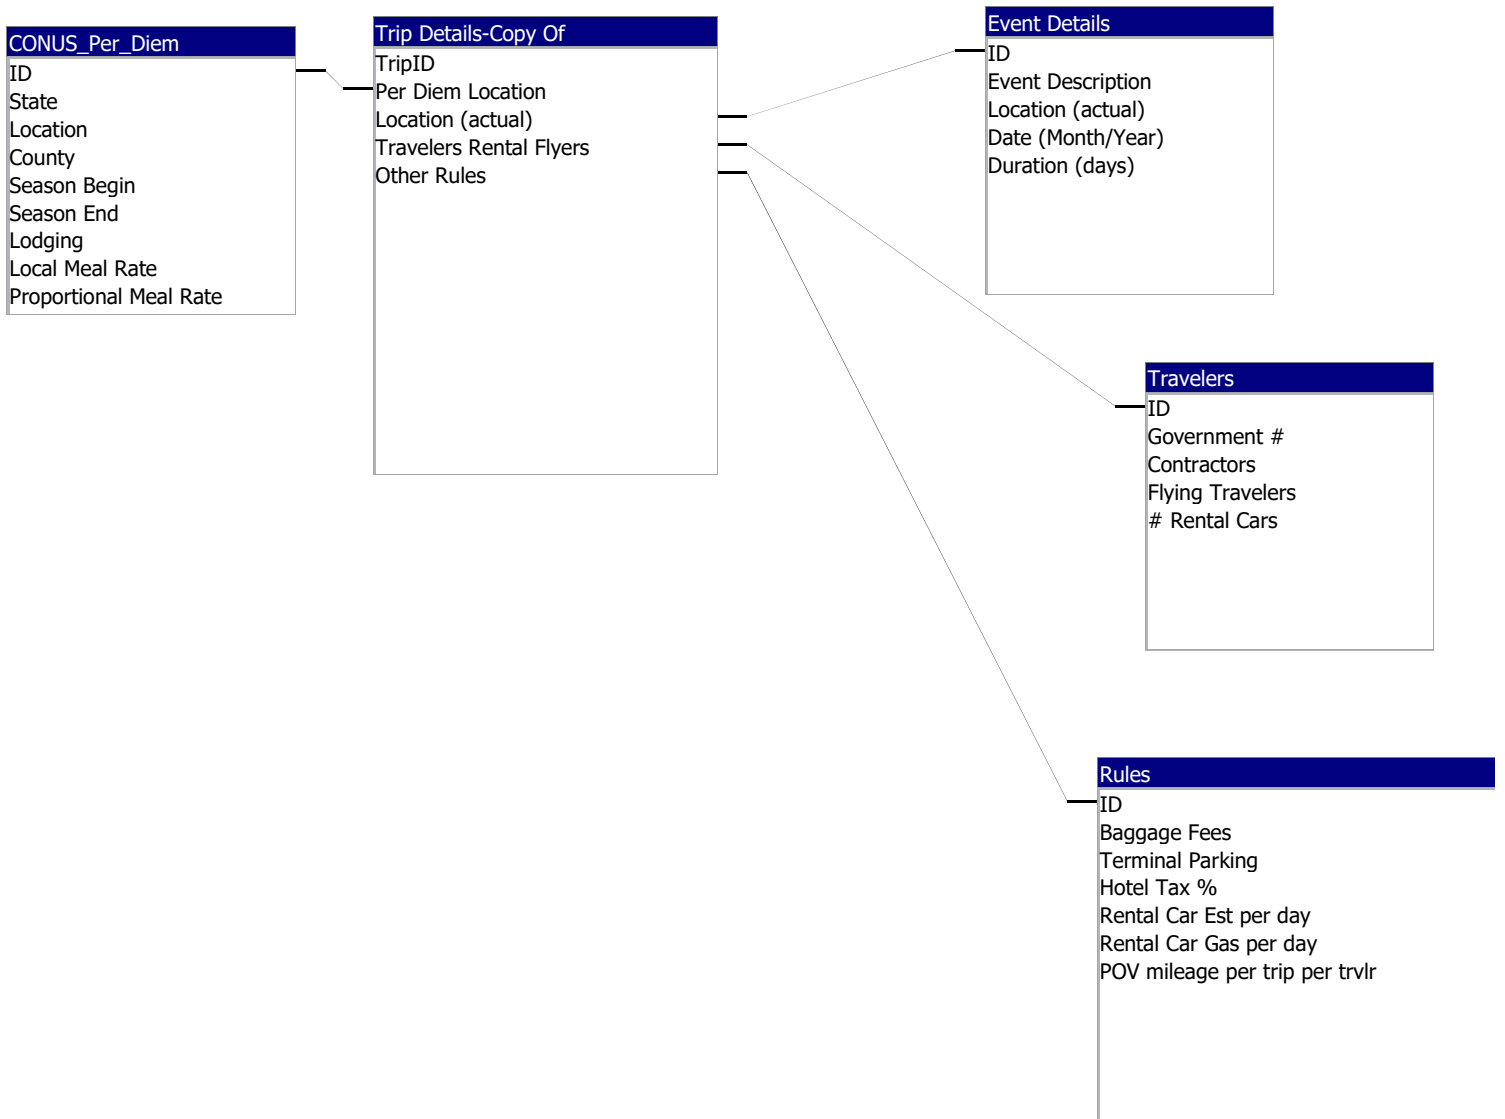 CONUS_Per_Diem
ID
State
Location
County
Season Begin
Season End
Lodging
Local Meal Rate
Proportional Meal Rate
Trip Details-Copy Of
TripID
Per Diem Location
Location (actual)
Travelers Rental Flyers
Other Rules
Event Details
ID
Event Description
Location (actual)
Date (Month/Year)
Duration (days)
Travelers
ID
Government #
Contractors
Flying Travelers
# Rental Cars
Rules
ID
Baggage Fees
Terminal Parking
Hotel Tax %
Rental Car Est per day
Rental Car Gas per day
POV mileage per trip per trvlr